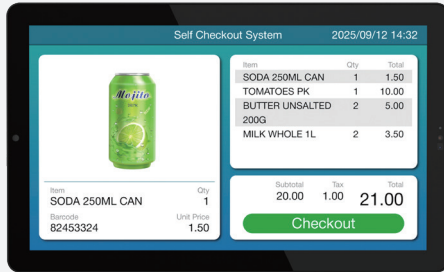 Self Checkout System 2025/09/12 14:32
Mojito
Item Qty
SODA 250ML CAN 1
Barcode Unit Price
82453324 1.50
Item Qty Total
SODA 250ML CAN 1 1.50
TOMATOES PK 1 10.00
BUTTER UNSALTED 2 5.00
200G
MILK WHOLE 1L 2 3.50
Subtotal Tax Total
20.00 1.00 21.00
Checkout